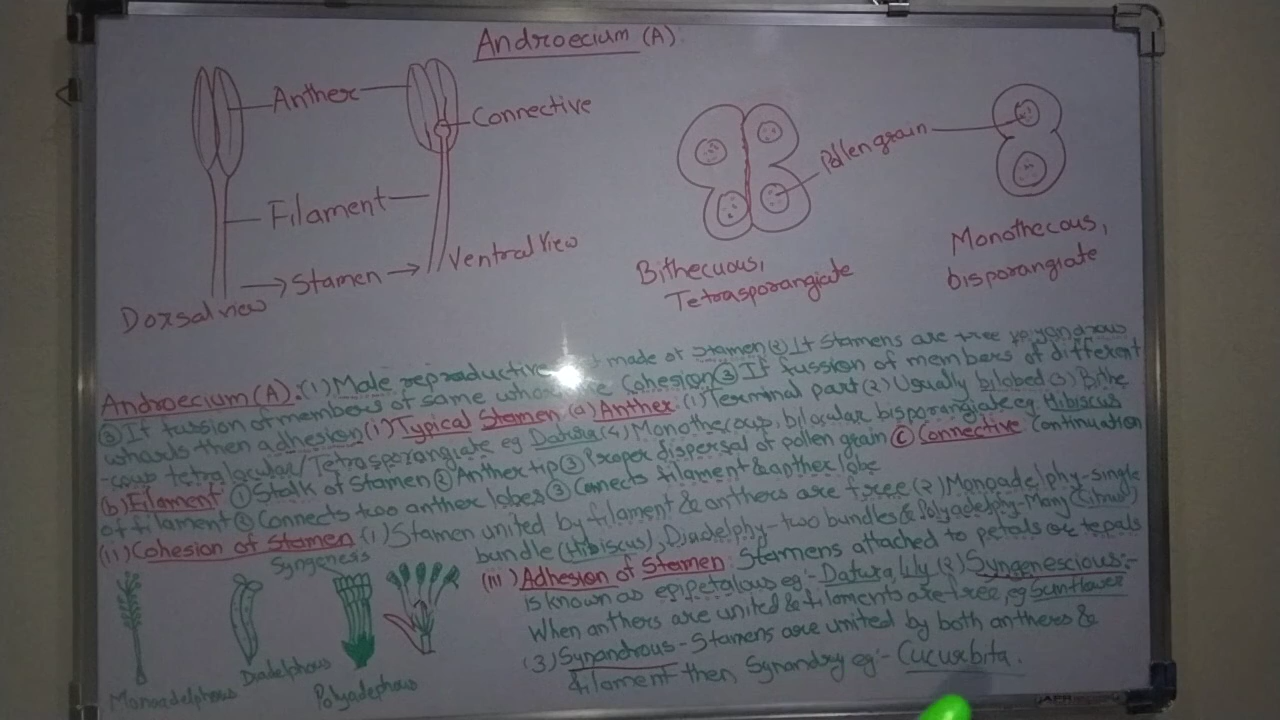 Androecium (A).
Anther
Connective
Pollengrain
Filament
Stamen
Ventral View
Dorsal view
Bithecuous,
Tetrasporangiate
Monothecous,
bisporangiate
Androecium (A). (1) Male reproductive made of Stamen (2) If Stamens are free polyandrous
(3) If fussion of members of same whorls Cohesion (3) If fussion of members of different
whorls then adhesion (i) Typical Stamen (a) Anther (1) Terminal part (2) Usually bilobed (3) Bithe
-cous tetralocular/Tetrasporangiate eg Datura (4) Monothecous, bilocular bisporangiate eg Hibiscus
(b) Filament (1) Stalk of Stamen (2) Anther tip (3) Proper dispersal of pollen grain (C) Connective Continuation
of filament (2) Connects two anther lobes (3) Connects filament & anther lobe
(ii) Cohesion of Stamen (1) Stamen united by filament & anthers are free (2) Monoadelphy-single
bundle (Hibiscus), Diadelphy-two bundles & Polyadelphy-Many (Citrus)
Syngeness
(III) Adhesion of Stamen Stamens attached to petals or tepals
is known as epipetalous eg:- Datura, lily (2) Syngenescious:-
When anthers are united & filaments are free, eg Sunflower
(3) Synandrous - Stamens are united by both anthers &
filament then Synandry eg:- Cucurbita.
Monoadelphous
Diadelphous
Polyadephous